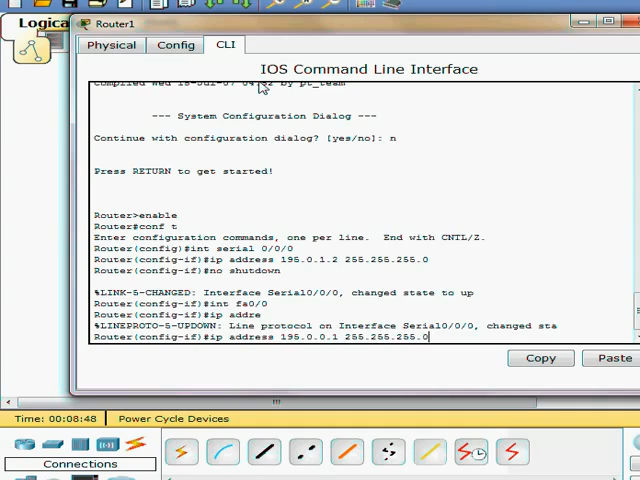 Logica
Router1
Physical
Config
CLI
IOS Command Line Interface
by pt_team
--- System Configuration Dialog ---
Continue with configuration dialog? [yes/no]: n
Press RETURN to get started!
Router>enable
Router#conf t
Enter configuration commands, one per line.  End with CNTL/Z.
Router(config)#int serial 0/0/0
Router(config-if)#ip address 195.0.1.2 255.255.255.0
Router(config-if)#no shutdown
%LINK-5-CHANGED: Interface Serial0/0/0, changed state to up
Router(config-if)#int fa0/0
Router(config-if)#ip addre
%LINEPROTO-5-UPDOWN: Line protocol on Interface Serial0/0/0, changed sta
Router(config-if)#ip address 195.0.0.1 255.255.255.0
Copy
Paste
Time: 00:08:48
Power Cycle Devices
Connections